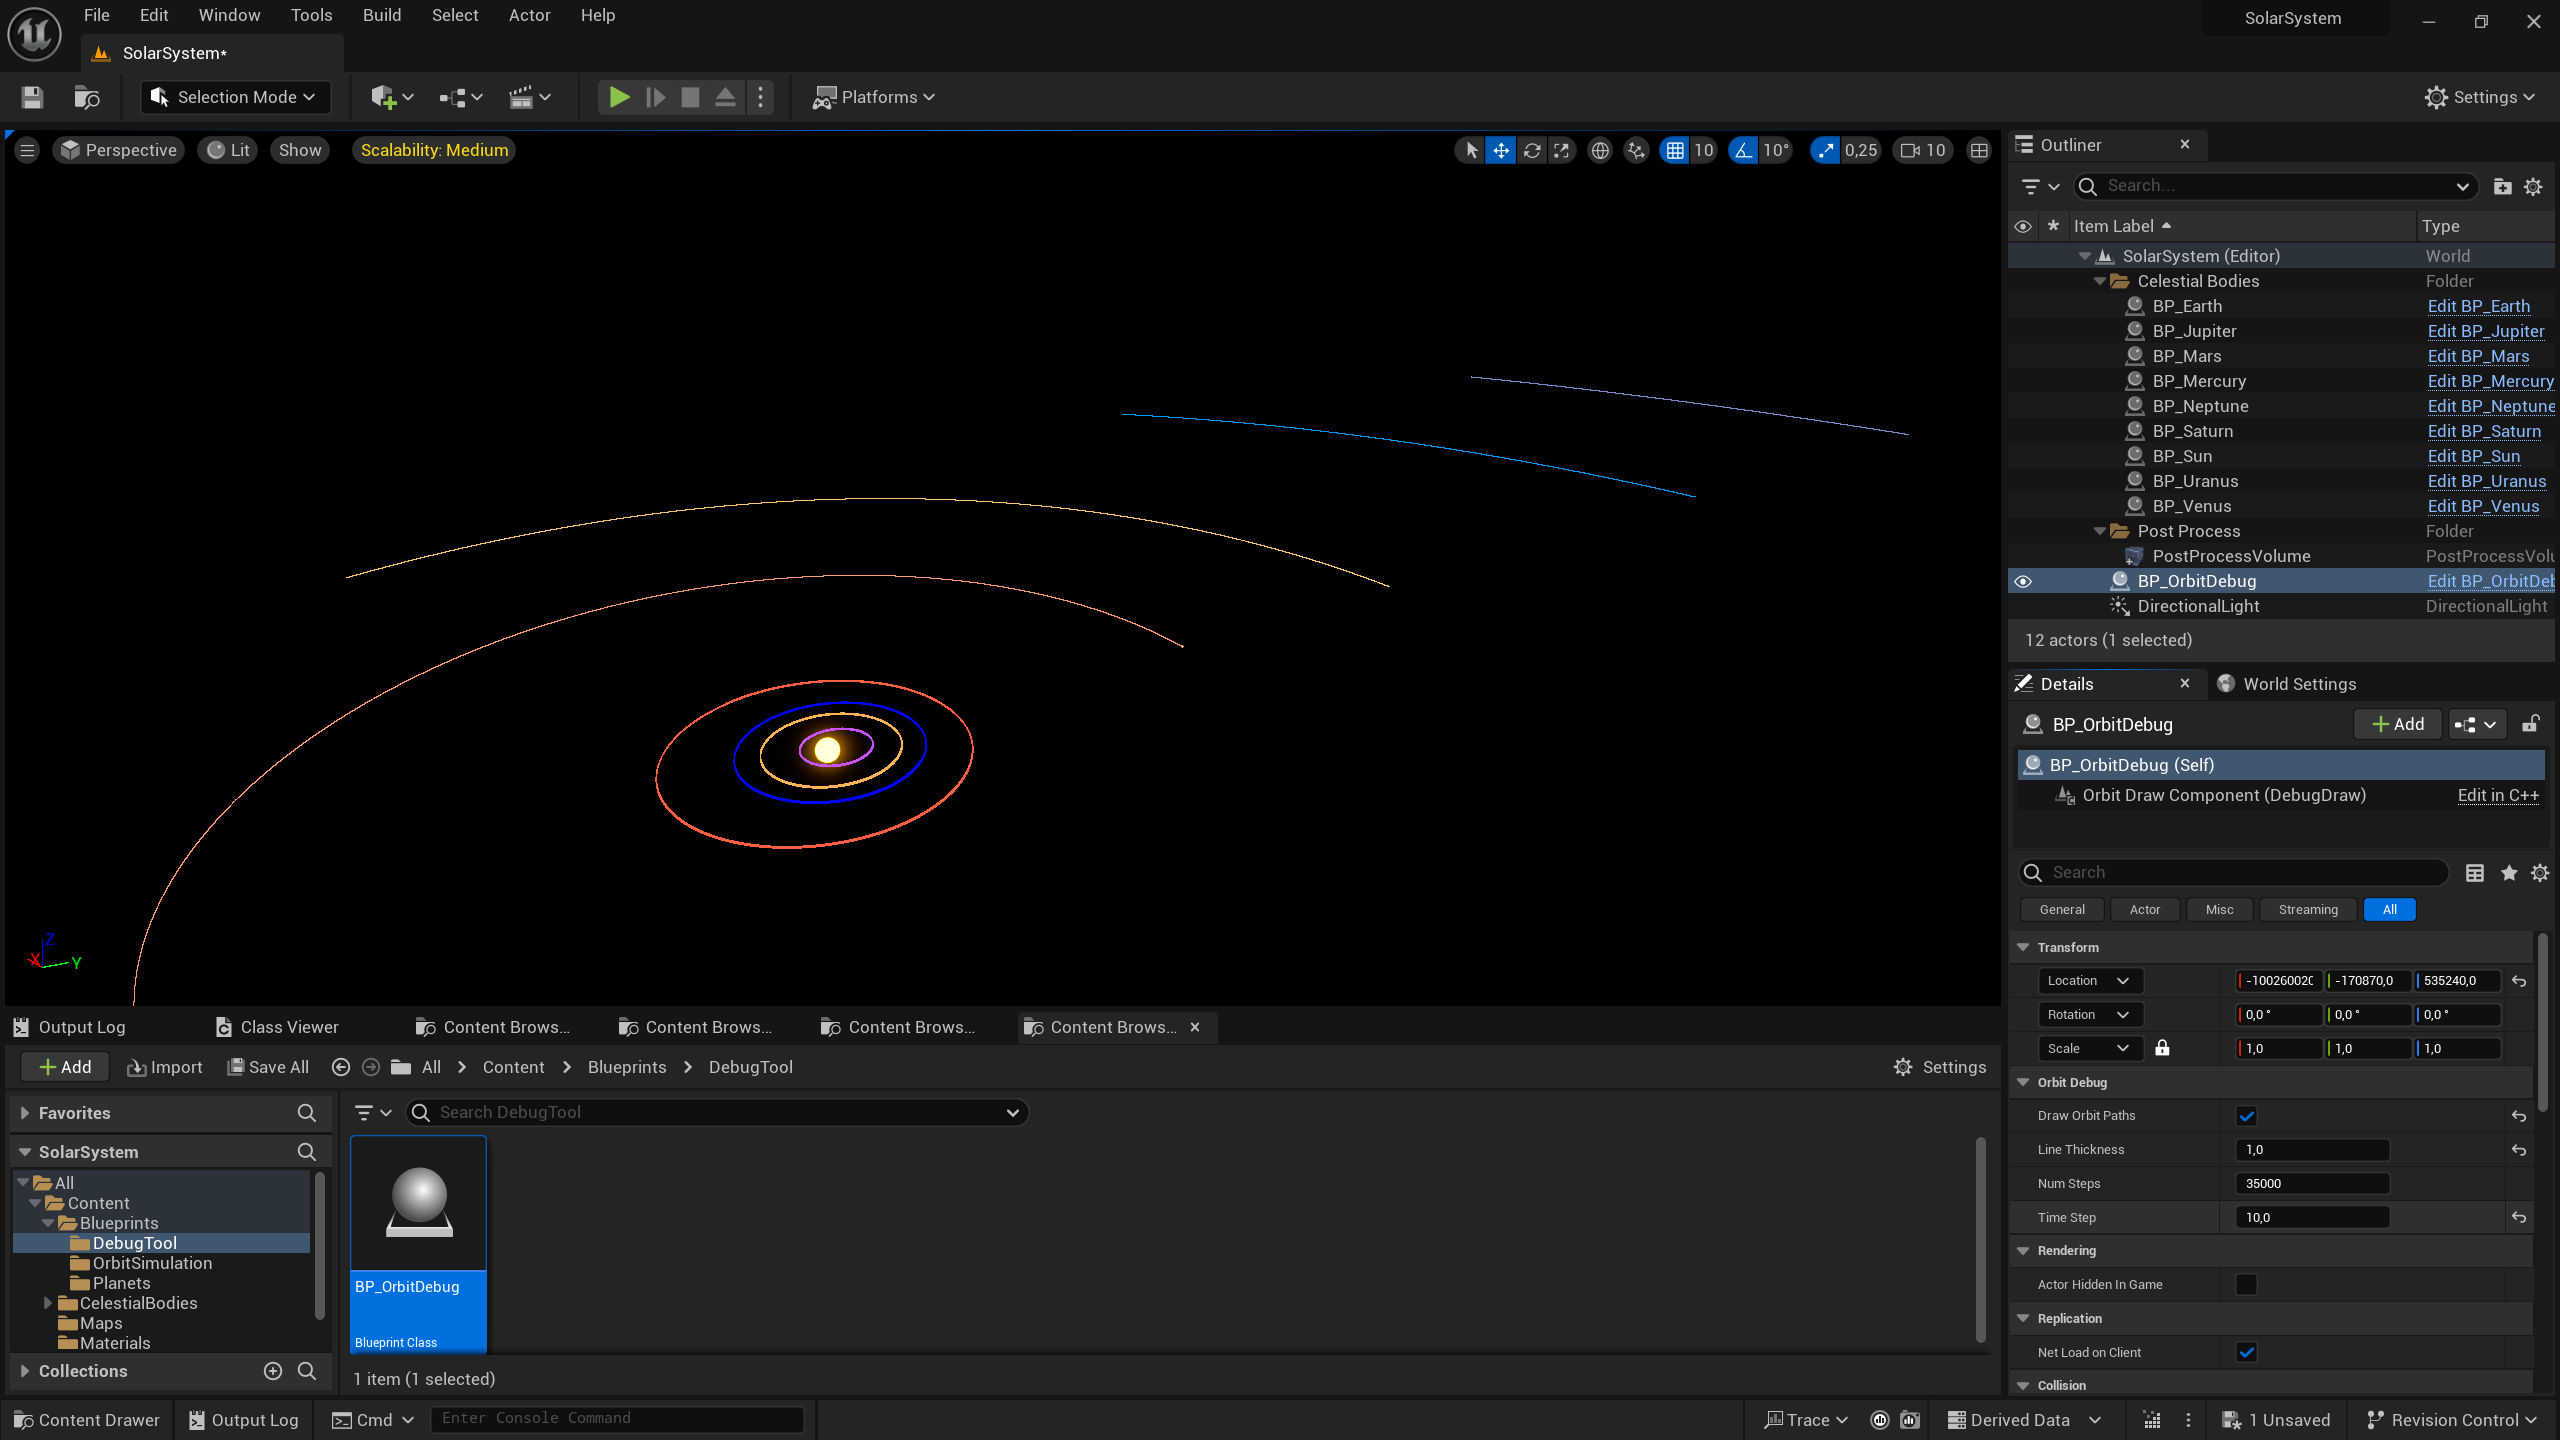 File Edit Window Tools Build Select Actor Help
SolarSystem
SolarSystem*
Selection Mode
Platforms
Settings
Perspective Lit Show Scalability: Medium
10 10° 0,25 10
Z
X Y
Outliner
Search...
Item Label Type
SolarSystem (Editor) World
Celestial Bodies Folder
BP_Earth Edit BP_Earth
BP_Jupiter Edit BP_Jupiter
BP_Mars Edit BP_Mars
BP_Mercury Edit BP_Mercury
BP_Neptune Edit BP_Neptune
BP_Saturn Edit BP_Saturn
BP_Sun Edit BP_Sun
BP_Uranus Edit BP_Uranus
BP_Venus Edit BP_Venus
Post Process Folder
PostProcessVolume PostProcessVolu
BP_OrbitDebug Edit BP_OrbitDeb
DirectionalLight DirectionalLight
12 actors (1 selected)
Details World Settings
BP_OrbitDebug Add
BP_OrbitDebug (Self)
Orbit Draw Component (DebugDraw) Edit in C++
Search
General Actor Misc Streaming All
Transform
Location -10026002 -170870,0 535240,0
Rotation 0,0 ° 0,0 ° 0,0 °
Scale 1,0 1,0 1,0
Orbit Debug
Draw Orbit Paths
Line Thickness 1,0
Num Steps 35000
Time Step 10,0
Rendering
Actor Hidden In Game
Replication
Net Load on Client
Collision
Output Log Class Viewer Content Brows... Content Brows... Content Brows... Content Brows...
Add Import Save All All Content Blueprints DebugTool Settings
Favorites
Search DebugTool
SolarSystem
All
Content
Blueprints
DebugTool
OrbitSimulation
Planets
CelestialBodies
Maps
Materials
Collections
BP_OrbitDebug
Blueprint Class
1 item (1 selected)
Content Drawer Output Log Cmd Enter Console Command Trace Derived Data 1 Unsaved Revision Control